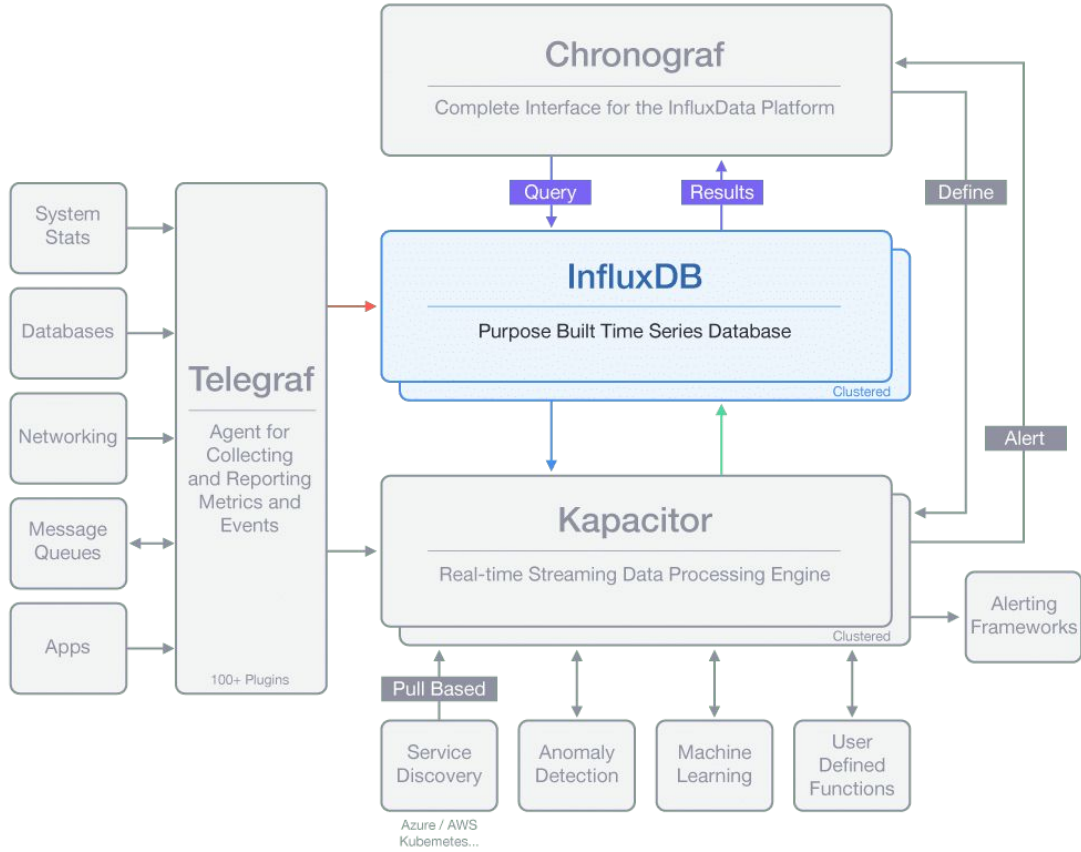 Chronograf
Complete Interface for the InfluxData Platform
Query
Results
Define
System
Stats
Databases
Networking
Message
Queues
Apps
Telegraf
Agent for
Collecting
and Reporting
Metrics and
Events
100+ Plugins
InfluxDB
Purpose Built Time Series Database
Clustered
Alert
Kapacitor
Real-time Streaming Data Processing Engine
Clustered
Alerting
Frameworks
Pull Based
Service
Discovery
Azure / AWS
Kubemetes...
Anomaly
Detection
Machine
Learning
User
Defined
Functions